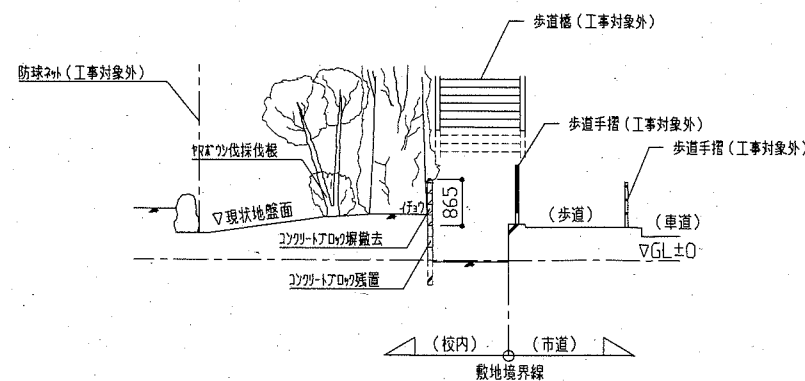 歩道橋（工事対象外）
防球ネット（工事対象外）
歩道手摺（工事対象外）
歩道手摺（工事対象外）
ヤマボウシ伐採伐根
イチョウ
865
▽現状地盤面
（歩道）
（車道）
コンクリートブロック塀撤去
▽GL±0
コンクリートブロック残置
（校内）
（市道）
敷地境界線